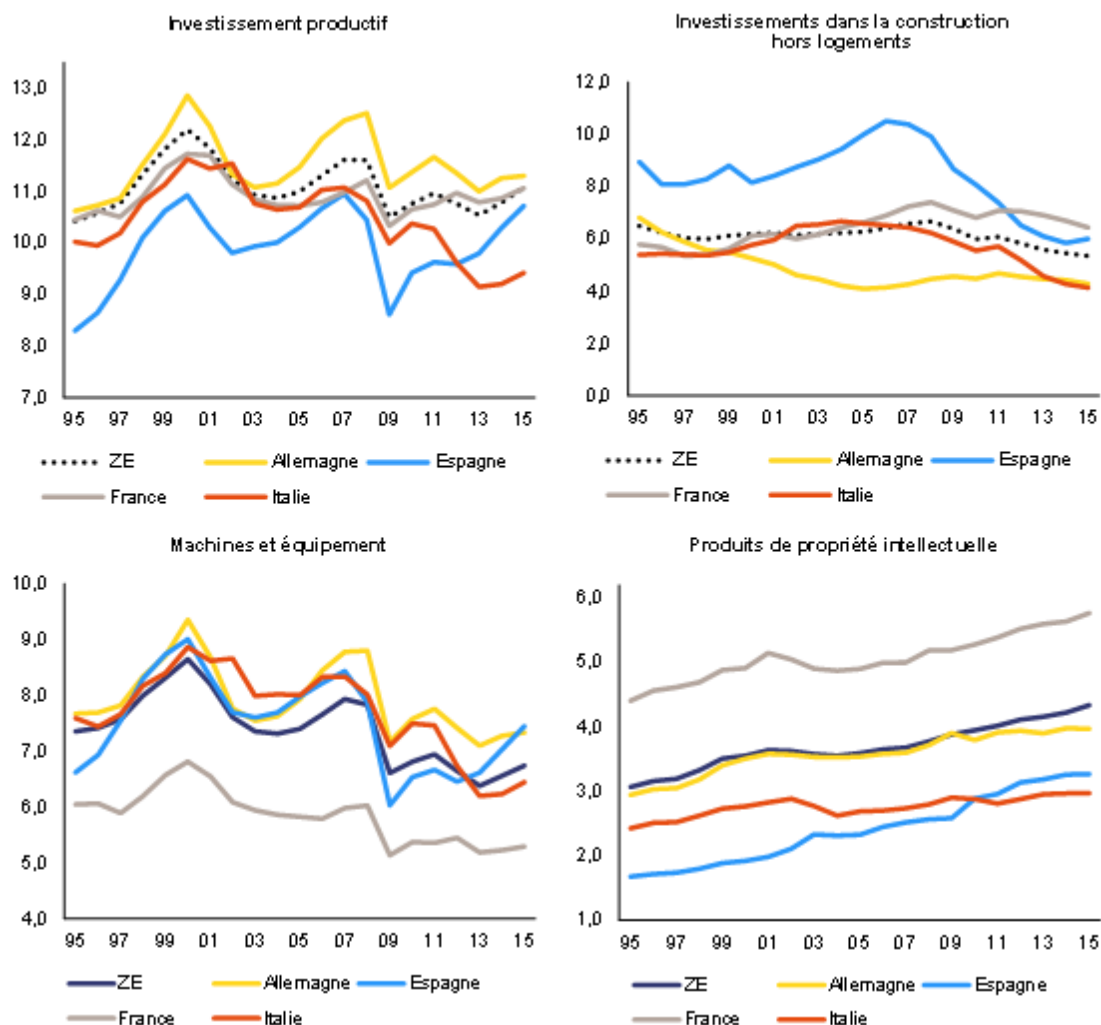 Investissement productif
13,0
12,0
11,0
10,0
9,0
8,0
7,0
95 97 99 01 03 05 07 09 11 13 15
ZE Allemagne Espagne
France Italie
Investissements dans la construction
hors logements
12,0
10,0
8,0
6,0
4,0
2,0
0,0
95 97 99 01 03 05 07 09 11 13 15
ZE Allemagne Espagne
France Italie
Machines et équipement
10,0
9,0
8,0
7,0
6,0
5,0
4,0
95 97 99 01 03 05 07 09 11 13 15
ZE Allemagne Espagne
France Italie
Produits de propriété intellectuelle
6,0
5,0
4,0
3,0
2,0
1,0
95 97 99 01 03 05 07 09 11 13 15
ZE Allemagne Espagne
France Italie